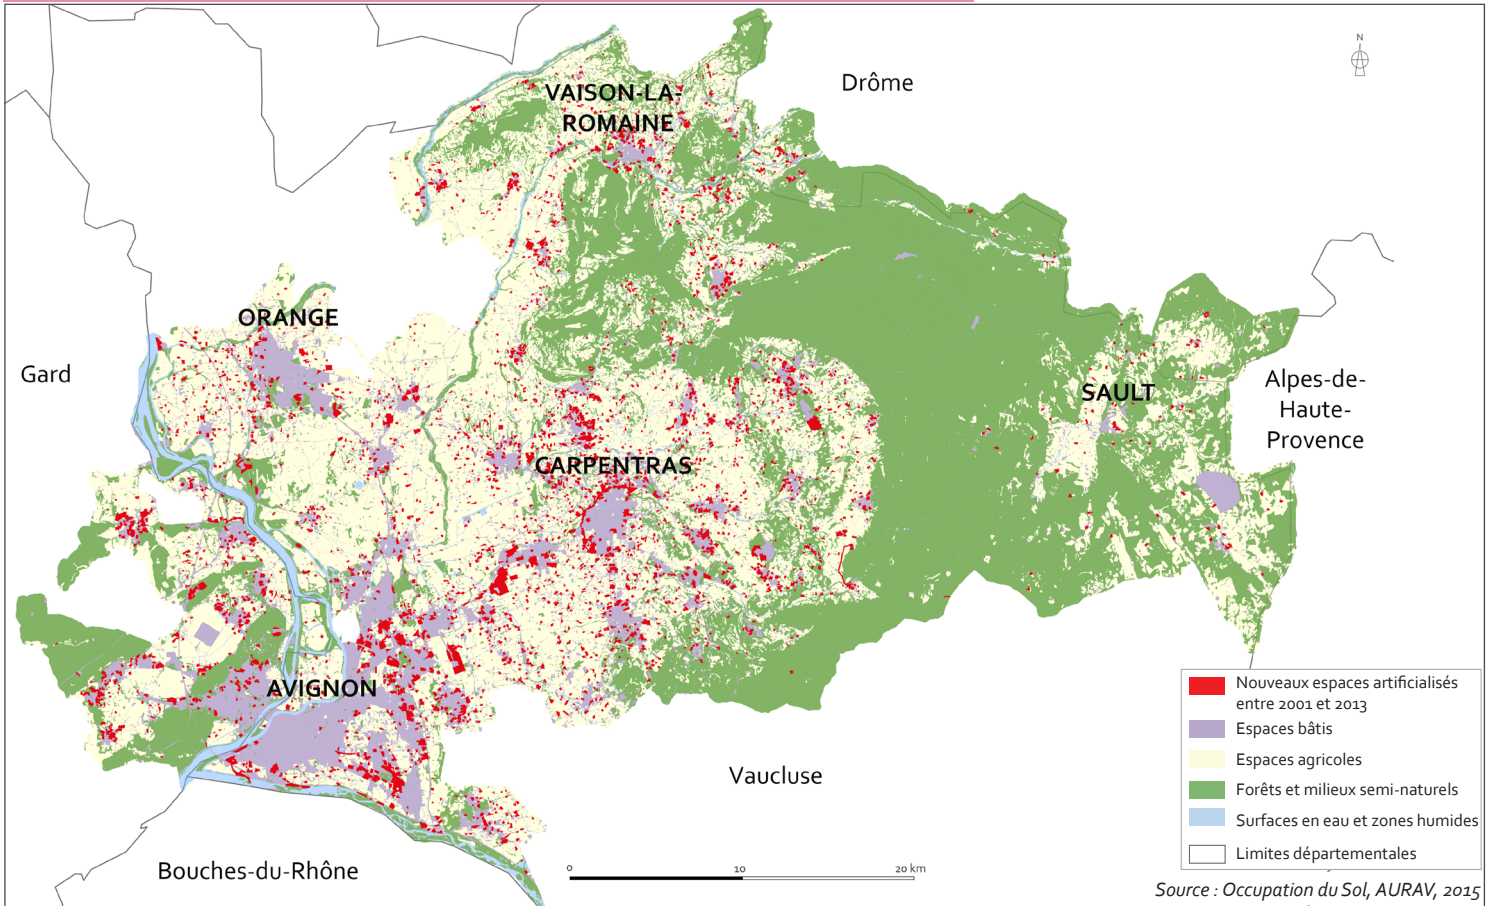 N
Drôme
VAISON-LA-
ROMAINE
ORANGE
Gard
SAULT
Alpes-de-
Haute-
Provence
CARPENTRAS
AVIGNON
Vaucluse
Bouches-du-Rhône
0 10 20 km
Nouveaux espaces artificialisés
entre 2001 et 2013
Espaces bâtis
Espaces agricoles
Forêts et milieux semi-naturels
Surfaces en eau et zones humides
Limites départementales
Source : Occupation du Sol, AURAV, 2015